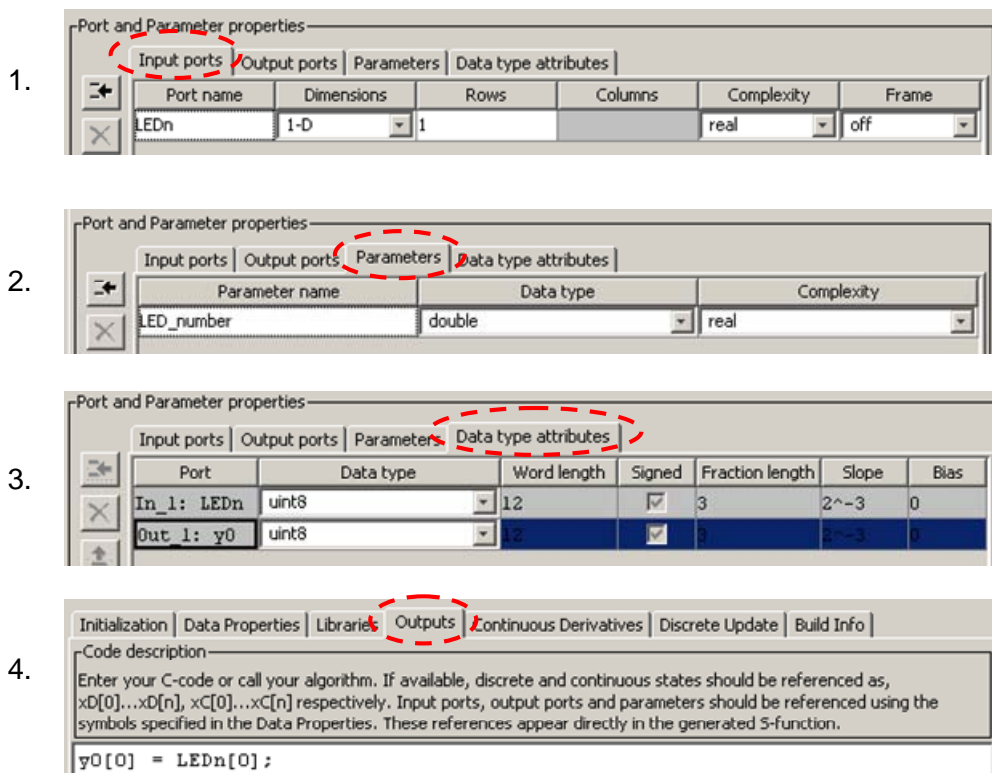 1.
Port and Parameter properties
Input ports Output ports Parameters Data type attributes
Port name Dimensions Rows Columns Complexity Frame
LEDn 1-D 1 real off
2.
Port and Parameter properties
Input ports Output ports Parameters Data type attributes
Parameter name Data type Complexity
LED_number double real
3.
Port and Parameter properties
Input ports Output ports Parameters Data type attributes
Port Data type Word length Signed Fraction length Slope Bias
In_1: LEDn uint8 12 3 2^-3 0
Out_1: y0 uint8 12 3 2^-3 0
4.
Initialization Data Properties Libraries Outputs Continuous Derivatives Discrete Update Build Info
Code description
Enter your C-code or call your algorithm. If available, discrete and continuous states should be referenced as,
xD[0]...xD[n], xC[0]...xC[n] respectively. Input ports, output ports and parameters should be referenced using the
symbols specified in the Data Properties. These references appear directly in the generated S-function.
y0[0] = LEDn[0];